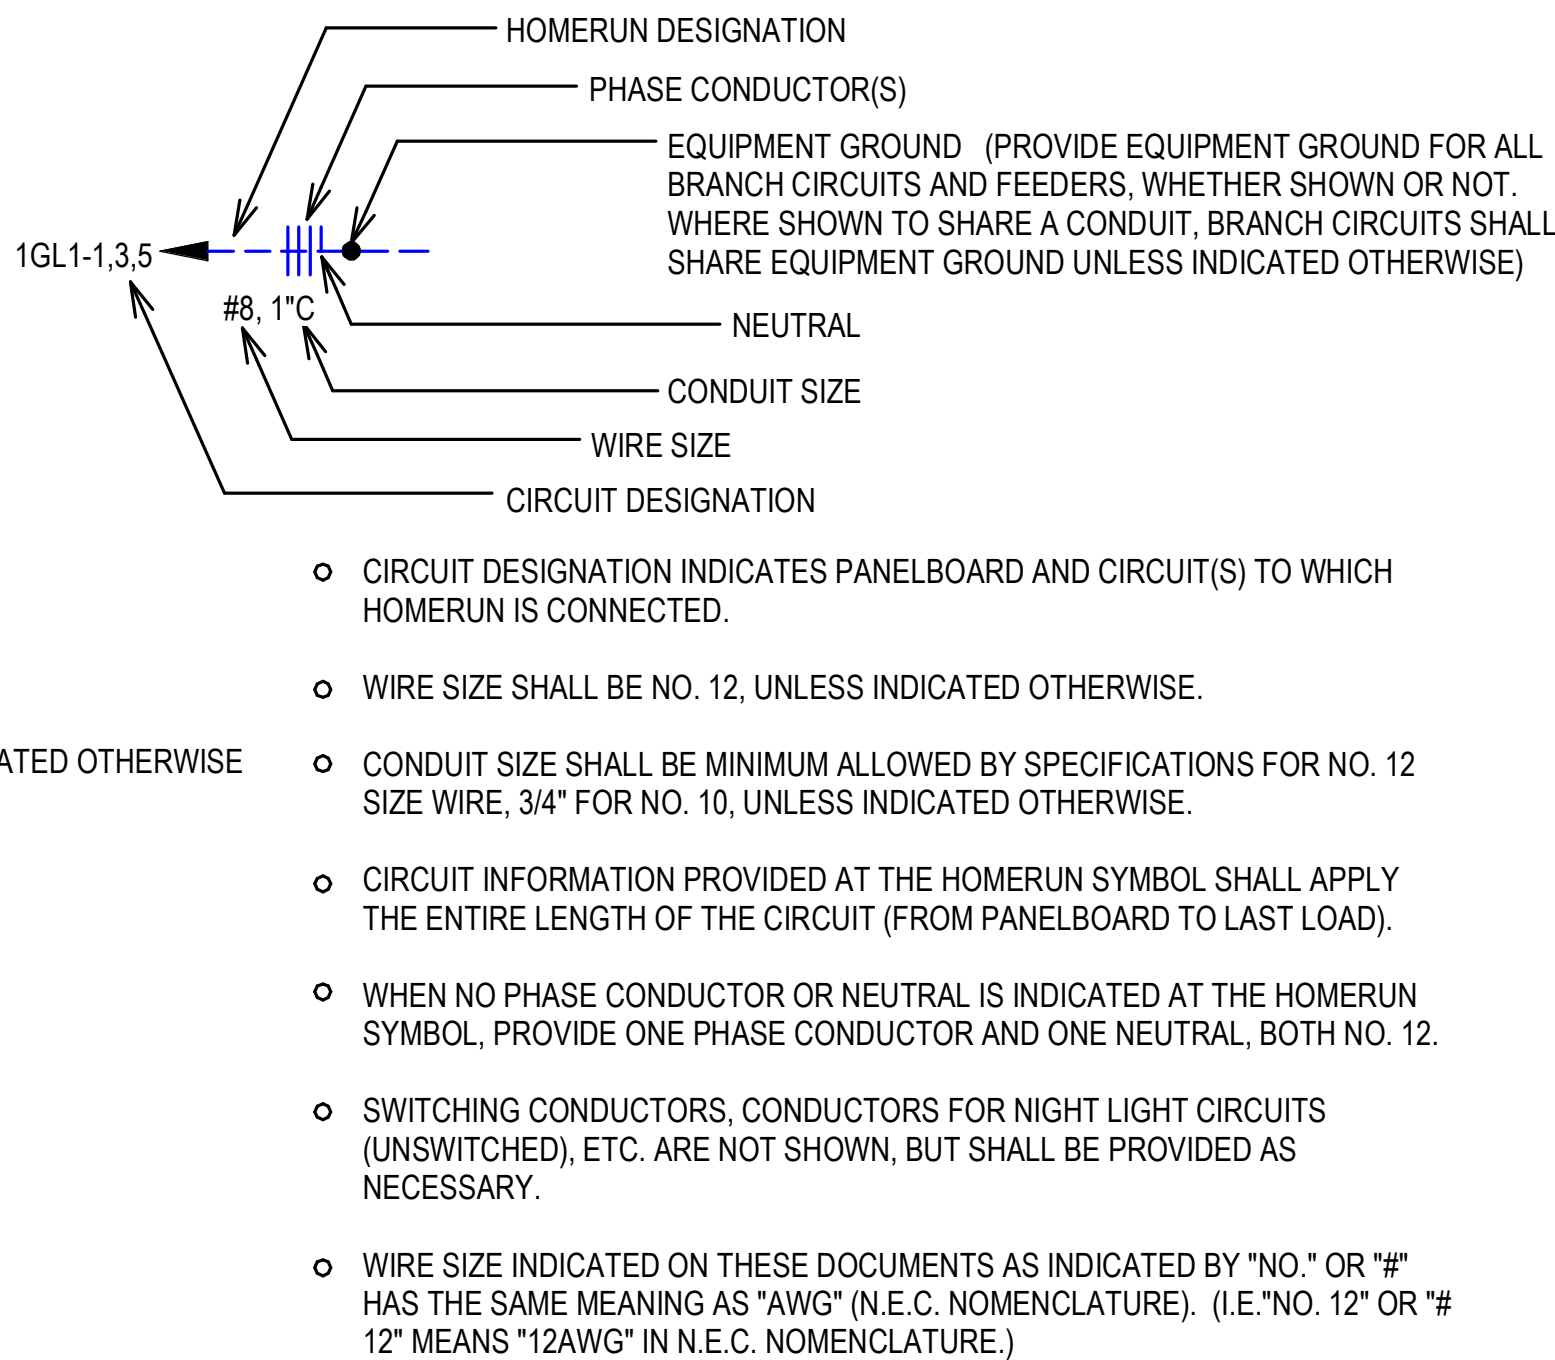 HOMERUN DESIGNATION
PHASE CONDUCTOR(S)
EQUIPMENT GROUND (PROVIDE EQUIPMENT GROUND FOR ALL
BRANCH CIRCUITS AND FEEDERS, WHETHER SHOWN OR NOT.
WHERE SHOWN TO SHARE A CONDUIT, BRANCH CIRCUITS SHALL
SHARE EQUIPMENT GROUND UNLESS INDICATED OTHERWISE)
1GL1-1,3,5
#8, 1"C
NEUTRAL
CONDUIT SIZE
WIRE SIZE
CIRCUIT DESIGNATION
CIRCUIT DESIGNATION INDICATES PANELBOARD AND CIRCUIT(S) TO WHICH
HOMERUN IS CONNECTED.
WIRE SIZE SHALL BE NO. 12, UNLESS INDICATED OTHERWISE.
ATED OTHERWISE
CONDUIT SIZE SHALL BE MINIMUM ALLOWED BY SPECIFICATIONS FOR NO. 12
SIZE WIRE, 3/4" FOR NO. 10, UNLESS INDICATED OTHERWISE.
CIRCUIT INFORMATION PROVIDED AT THE HOMERUN SYMBOL SHALL APPLY
THE ENTIRE LENGTH OF THE CIRCUIT (FROM PANELBOARD TO LAST LOAD).
WHEN NO PHASE CONDUCTOR OR NEUTRAL IS INDICATED AT THE HOMERUN
SYMBOL, PROVIDE ONE PHASE CONDUCTOR AND ONE NEUTRAL, BOTH NO. 12.
SWITCHING CONDUCTORS, CONDUCTORS FOR NIGHT LIGHT CIRCUITS
(UNSWITCHED), ETC. ARE NOT SHOWN, BUT SHALL BE PROVIDED AS
NECESSARY.
WIRE SIZE INDICATED ON THESE DOCUMENTS AS INDICATED BY "NO." OR "#"
HAS THE SAME MEANING AS "AWG" (N.E.C. NOMENCLATURE). (I.E."NO. 12" OR "#
12" MEANS "12AWG" IN N.E.C. NOMENCLATURE.)